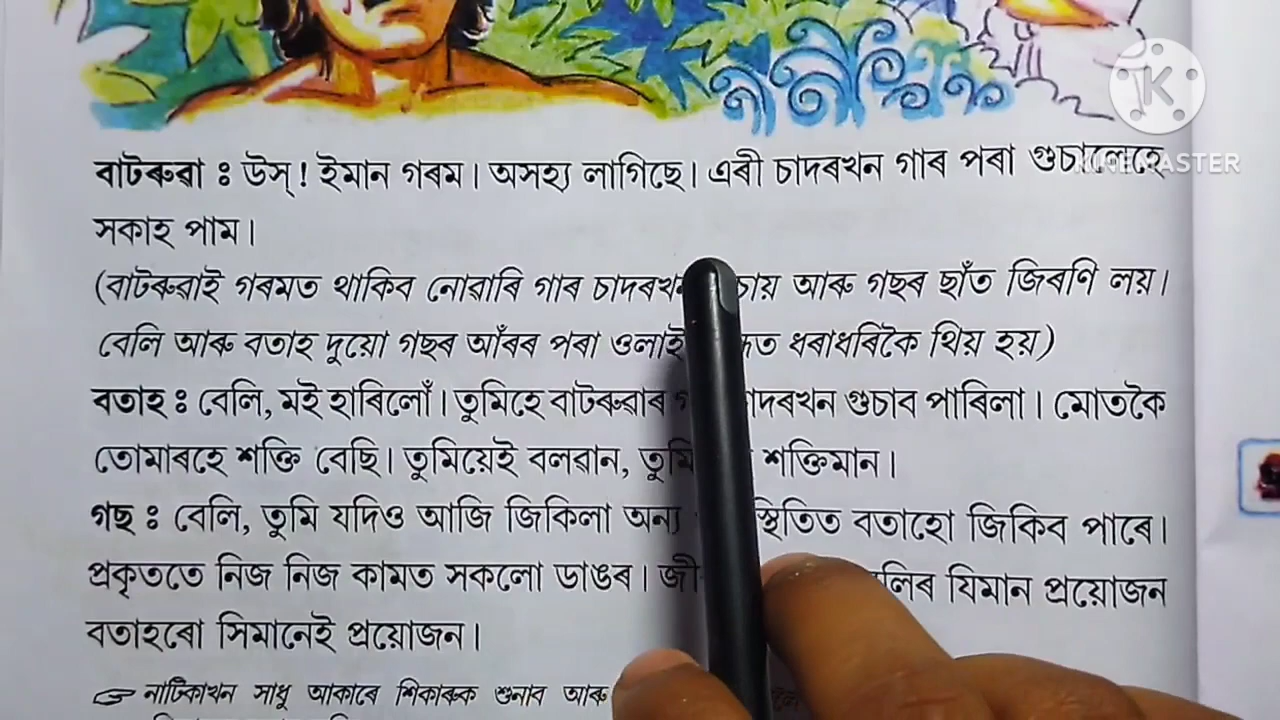 বাটৰুৱা : উস্! ইমান গৰম। অসহ্য লাগিছে। এৰী চাদৰখন গাৰ পৰা গুচালেহে
সকাহ পাম।
(বাটৰুৱাই গৰমত থাকিব নোৱাৰি গাৰ চাদৰখন আৰু গছৰ ছাঁত জিৰণি লয়।
বেলি আৰু বতাহ দুয়ো গছৰ আঁৰৰ পৰা ওলাই ধৰাধৰিকৈ থিয় হয়)
বতাহ : বেলি, মই হাৰিলোঁ। তুমিহে বাটৰুৱাৰ গুচাব পাৰিলা। মোতকৈ
তোমাৰহে শক্তি বেছি। তুমিয়েই বলৱান, শক্তিমান।
গছ : বেলি, তুমি যদিও আজি জিকিলা অন্য বতাহো জিকিব পাৰে।
প্ৰকৃততে নিজ নিজ কামত সকলো ডাঙৰ। যিমান প্ৰয়োজন
বতাহৰো সিমানেই প্ৰয়োজন।
☞ নাটিকাখন সাধু আকাৰে শিকাৰুক শুনাব আৰু
KINEMASTER